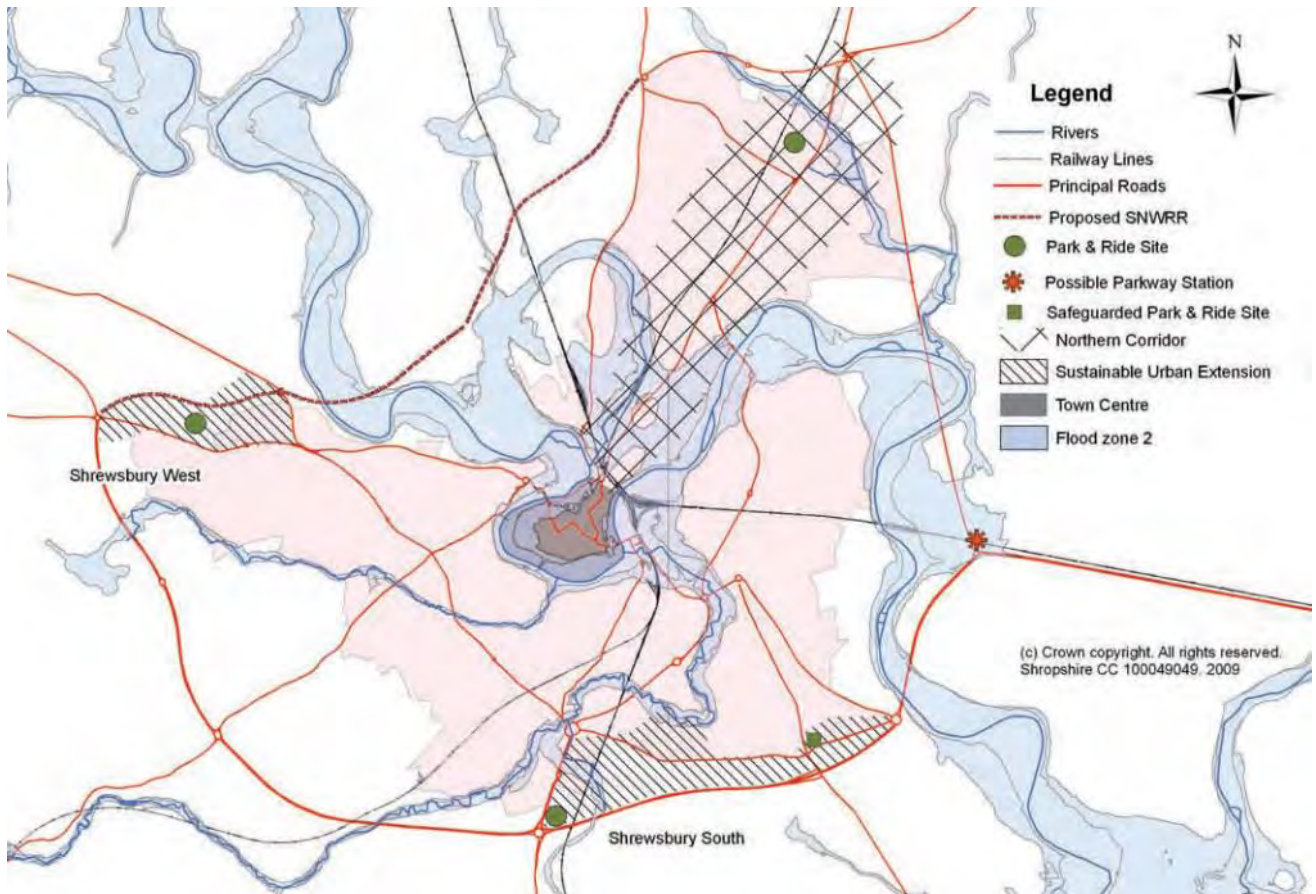 N
Legend
Rivers
Railway Lines
Principal Roads
Proposed SNWRR
Park & Ride Site
Possible Parkway Station
Safeguarded Park & Ride Site
Northern Corridor
Sustainable Urban Extension
Town Centre
Flood zone 2
Shrewsbury West
(c) Crown copyright. All rights reserved.
Shropshire CC 100049049. 2009
Shrewsbury South